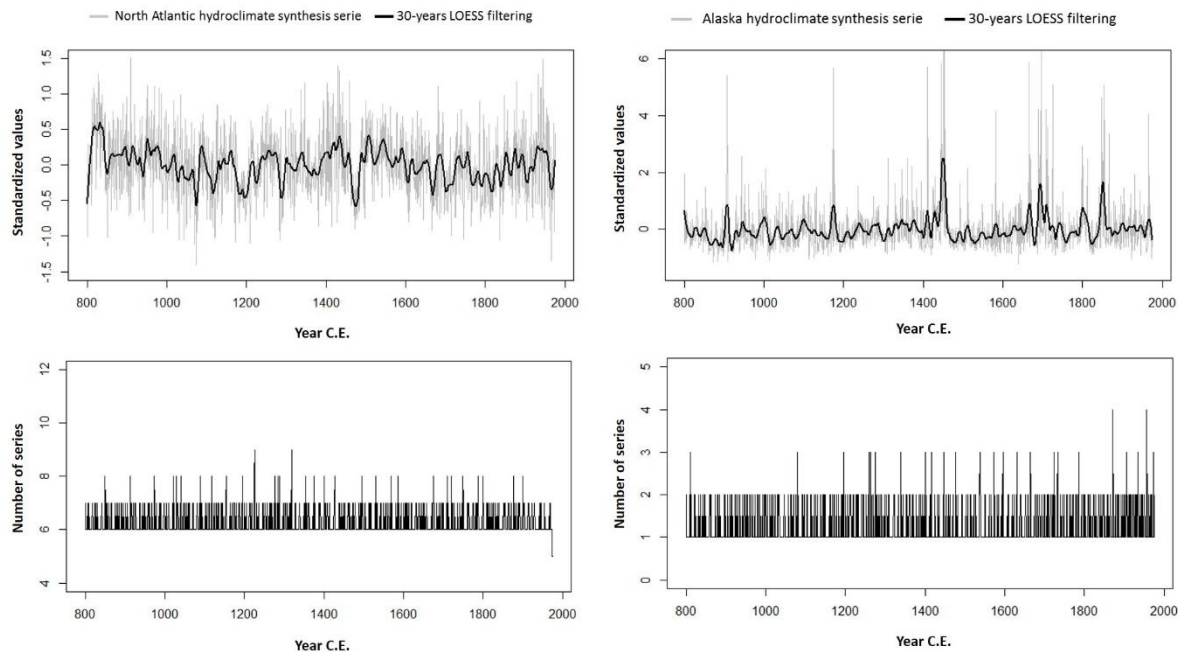 North Atlantic hydroclimate synthesis serie 30-years LOESS filtering
Alaska hydroclimate synthesis serie 30-years LOESS filtering
Standardized values
1.5
1.0
0.5
0.0
-0.5
-1.0
-1.5
800 1000 1200 1400 1600 1800 2000
Year C.E.
Standardized values
6
4
2
0
800 1000 1200 1400 1600 1800 2000
Year C.E.
Number of series
12
10
8
6
4
800 1000 1200 1400 1600 1800 2000
Year C.E.
Number of series
5
4
3
2
1
0
800 1000 1200 1400 1600 1800 2000
Year C.E.